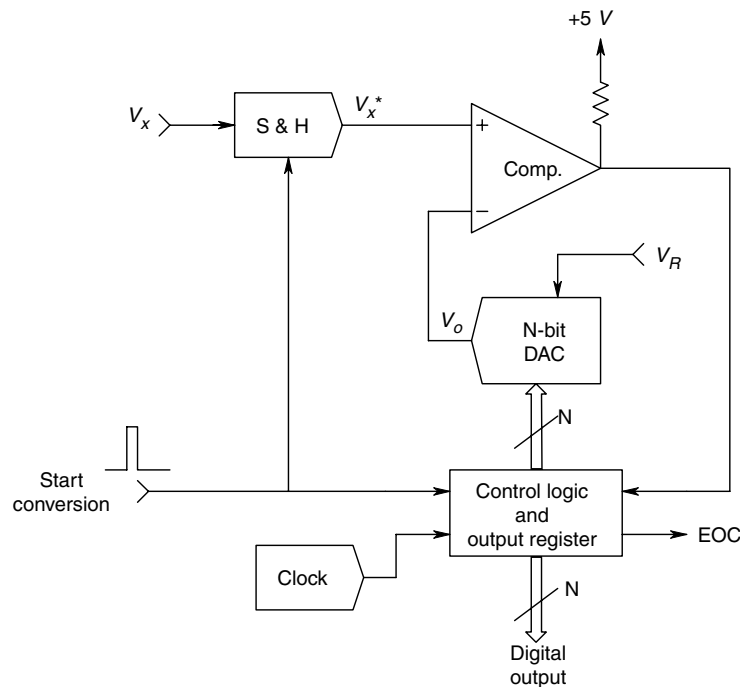 +5 V
V_x
S & H
V_x*
+
Comp.
−
V_R
V_o
N-bit
DAC
N
Start
conversion
Control logic
and
output register
EOC
Clock
N
Digital
output